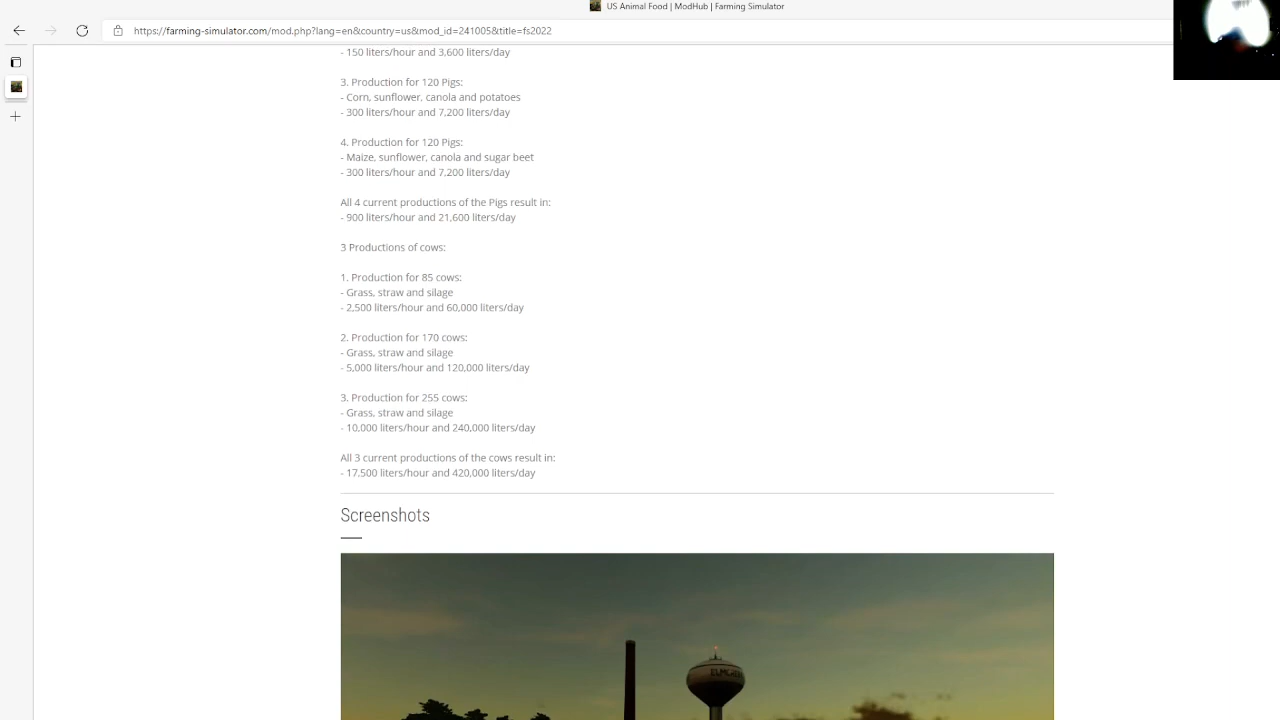 US Animal Food | ModHub | Farming Simulator
https://farming-simulator.com/mod.php?lang=en&country=us&mod_id=241005&title=fs2022
- 150 liters/hour and 3,600 liters/day
3. Production for 120 Pigs:
- Corn, sunflower, canola and potatoes
- 300 liters/hour and 7,200 liters/day
4. Production for 120 Pigs:
- Maize, sunflower, canola and sugar beet
- 300 liters/hour and 7,200 liters/day
All 4 current productions of the Pigs result in:
- 900 liters/hour and 21,600 liters/day
3 Productions of cows:
1. Production for 85 cows:
- Grass, straw and silage
- 2,500 liters/hour and 60,000 liters/day
2. Production for 170 cows:
- Grass, straw and silage
- 5,000 liters/hour and 120,000 liters/day
3. Production for 255 cows:
- Grass, straw and silage
- 10,000 liters/hour and 240,000 liters/day
All 3 current productions of the cows result in:
- 17,500 liters/hour and 420,000 liters/day
Screenshots